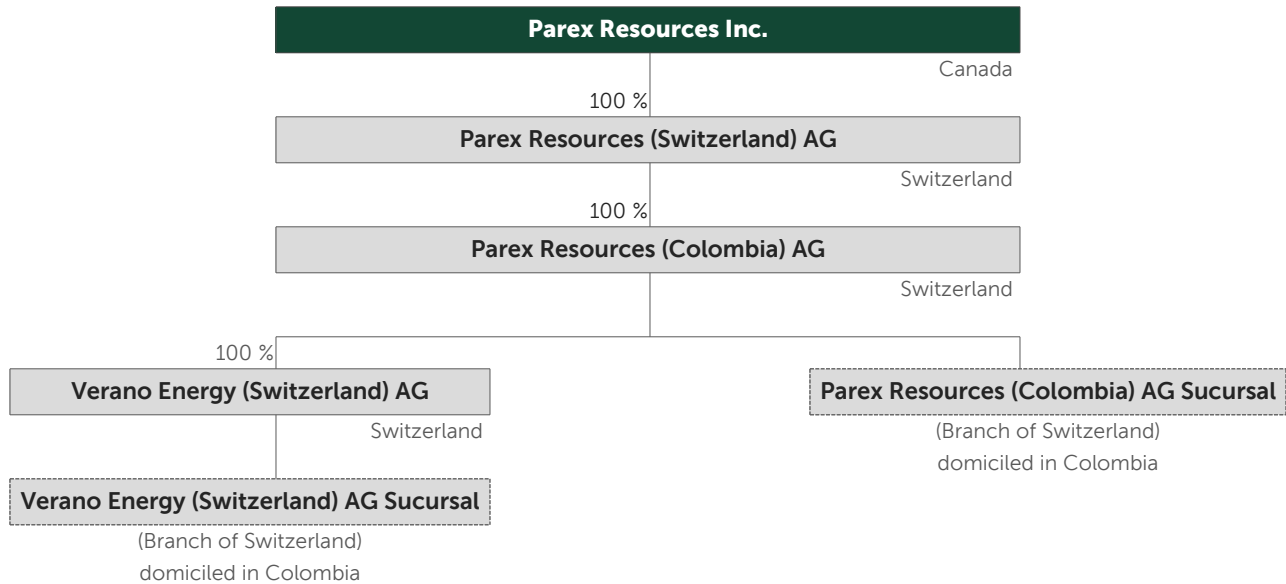 Parex Resources Inc.
Canada
100 %
Parex Resources (Switzerland) AG
Switzerland
100 %
Parex Resources (Colombia) AG
Switzerland
100 %
Verano Energy (Switzerland) AG
Switzerland
Parex Resources (Colombia) AG Sucursal
(Branch of Switzerland)
domiciled in Colombia
Verano Energy (Switzerland) AG Sucursal
(Branch of Switzerland)
domiciled in Colombia